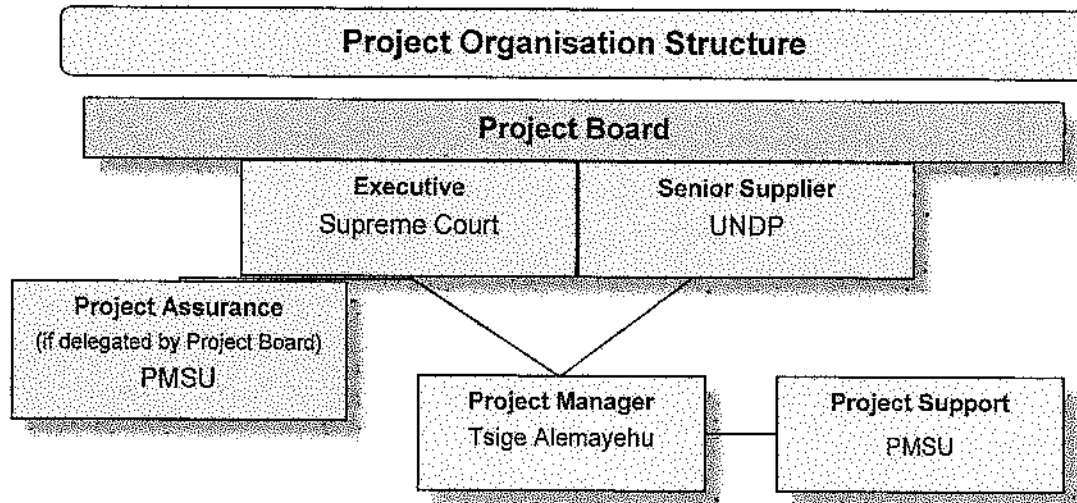 Project Organisation Structure
Project Board
Executive
Supreme Court
Senior Supplier
UNDP
Project Assurance
(if delegated by Project Board)
PMSU
Project Manager
Tsige Alemayehu
Project Support
PMSU